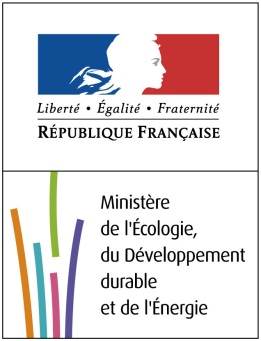 Liberté • Égalité • Fraternité
RÉPUBLIQUE FRANÇAISE
Ministère
de l'Écologie,
du Développement
durable
et de l'Énergie